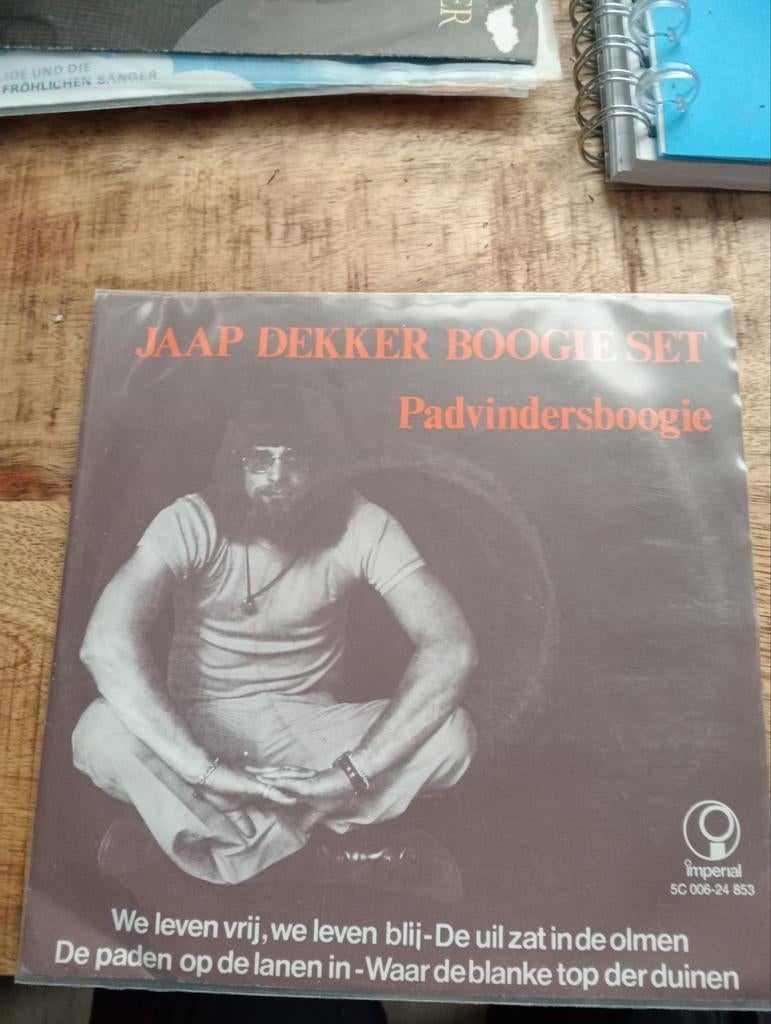 ER
JOE UND DIE
FRÖHLICHEN SÄNGER
JAAP DEKKER BOOGIE SET
Padvindersboogie
imperial
5C 006-24 853
We leven vrij, we leven blij-De uil zat in de olmen
De paden op de lanen in-Waar de blanke top der duinen